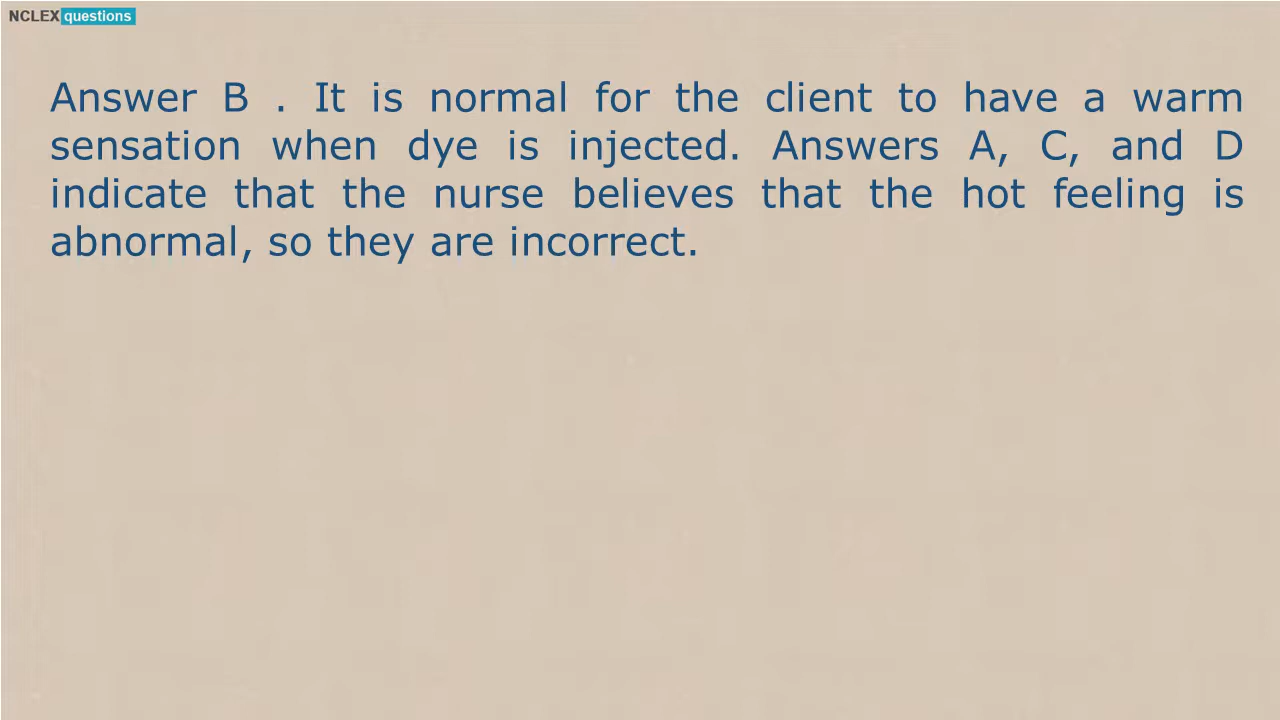 NCLEX questions
Answer B . It is normal for the client to have a warm
sensation when dye is injected. Answers A, C, and D
indicate that the nurse believes that the hot feeling is
abnormal, so they are incorrect.